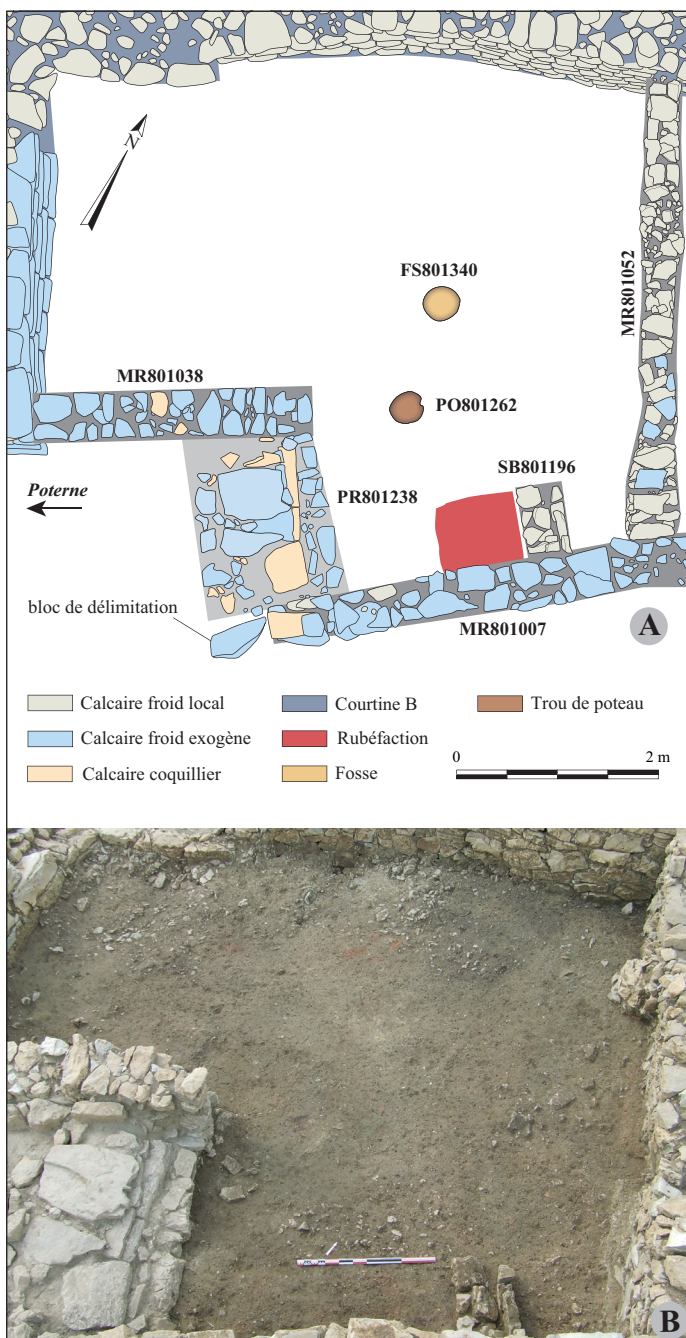 N
FS801340
MR801052
MR801038
PO801262
SB801196
Poterne
PR801238
bloc de délimitation
MR801007
A
Calcaire froid local
Courtine B
Trou de poteau
Calcaire froid exogène
Rubéfaction
0 2 m
Calcaire coquillier
Fosse
B